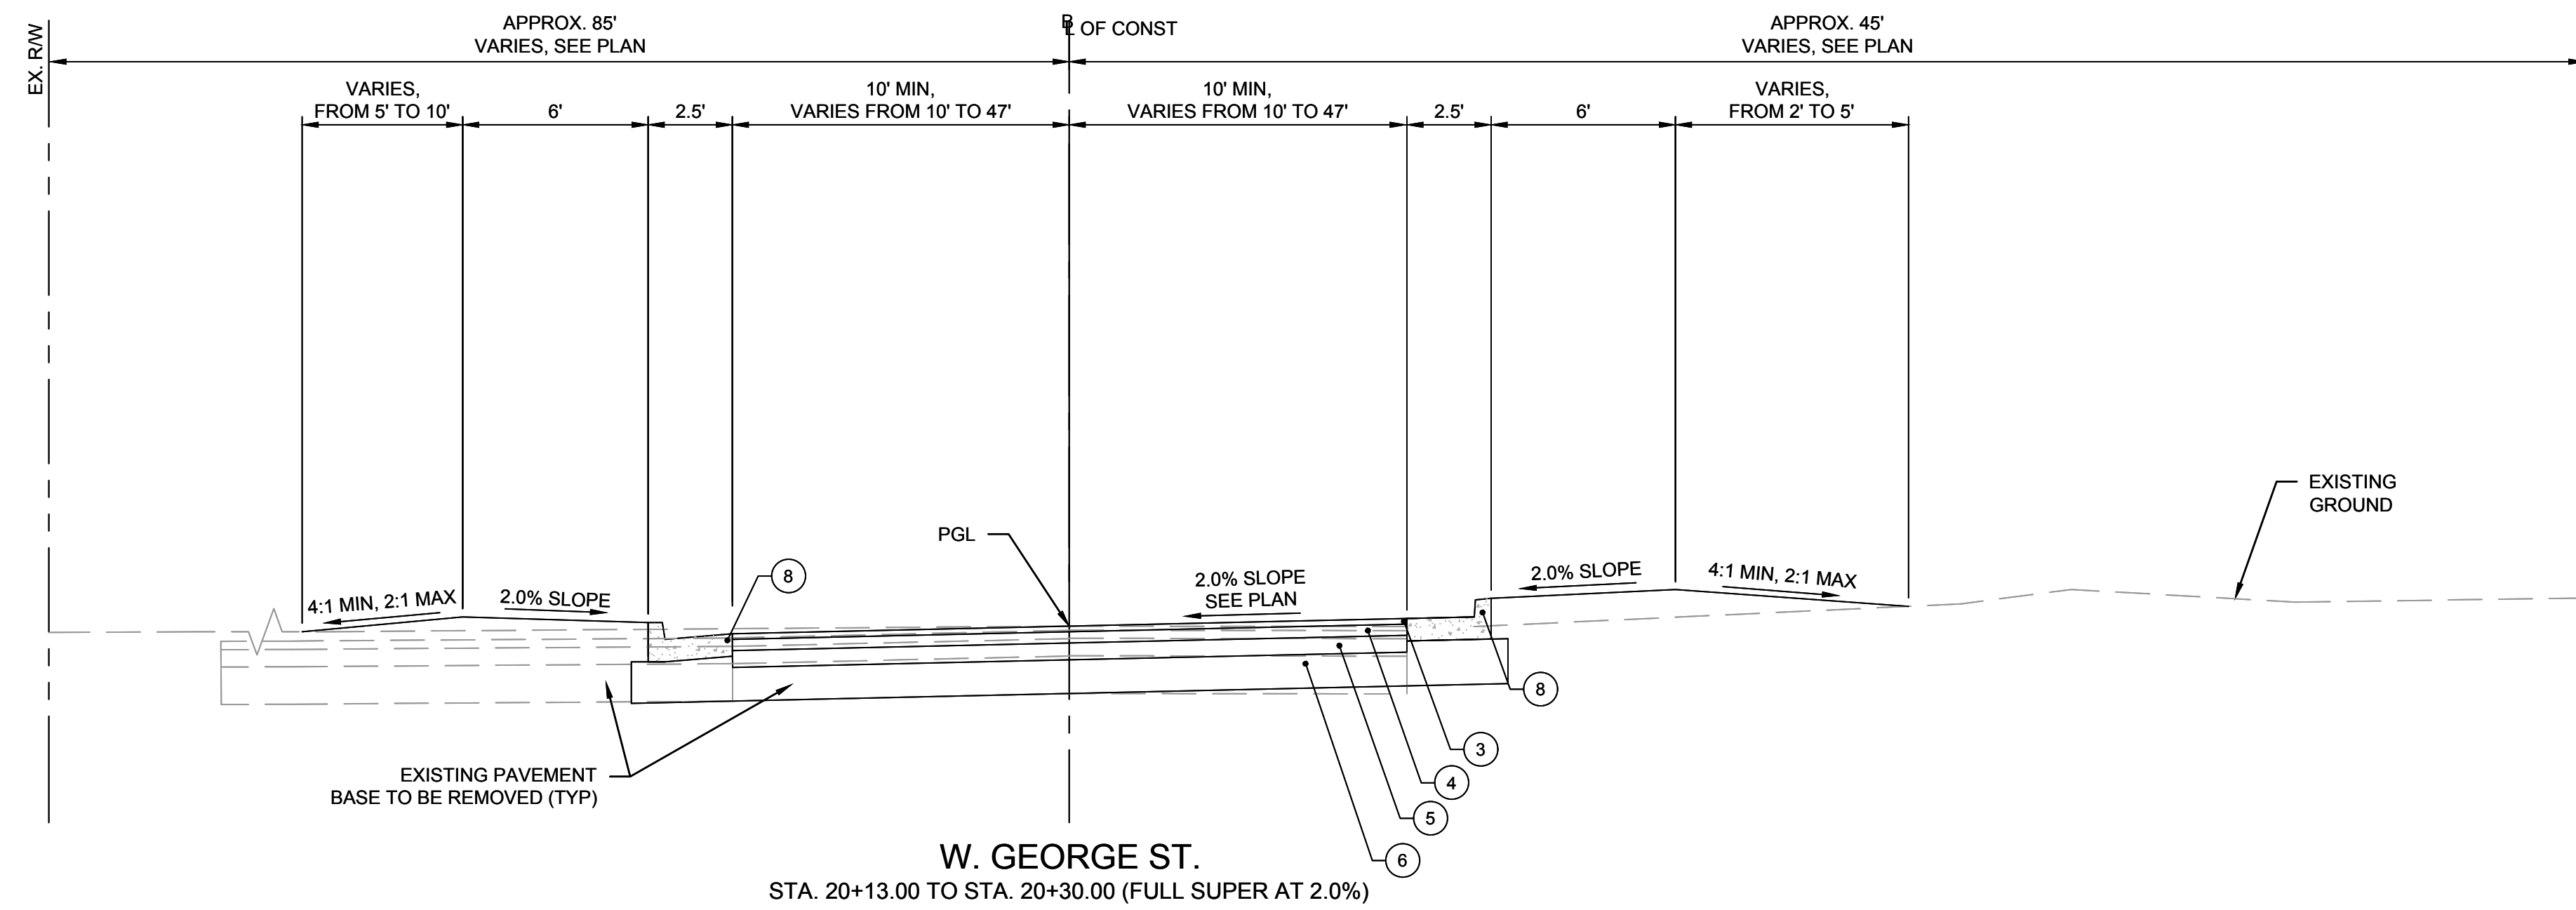 EX. R/W
APPROX. 85'
VARIES, SEE PLAN
BL OF CONST
APPROX. 45'
VARIES, SEE PLAN
VARIES,
FROM 5' TO 10'
6'
2.5'
10' MIN,
VARIES FROM 10' TO 47'
10' MIN,
VARIES FROM 10' TO 47'
2.5'
6'
VARIES,
FROM 2' TO 5'
EXISTING
GROUND
PGL
8
4:1 MIN, 2:1 MAX
2.0% SLOPE
2.0% SLOPE
SEE PLAN
2.0% SLOPE
4:1 MIN, 2:1 MAX
8
3
4
5
6
EXISTING PAVEMENT
BASE TO BE REMOVED (TYP)
W. GEORGE ST.
STA. 20+13.00 TO STA. 20+30.00 (FULL SUPER AT 2.0%)